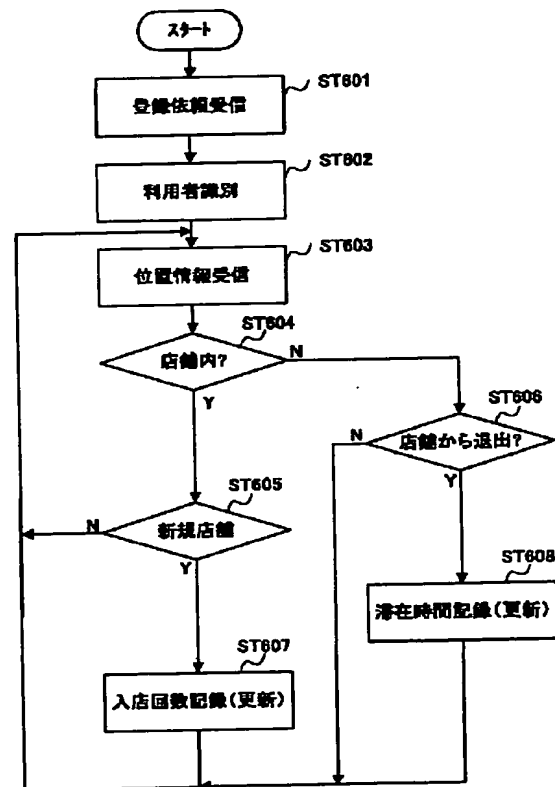 スタート
ST601
登録依頼受信
ST602
利用者識別
ST603
位置情報受信
ST604
店舗内?
N
Y
ST606
店舗から退出?
N
Y
ST605
新規店舗
N
Y
ST608
滞在時間記録(更新)
ST607
入店回数記録(更新)